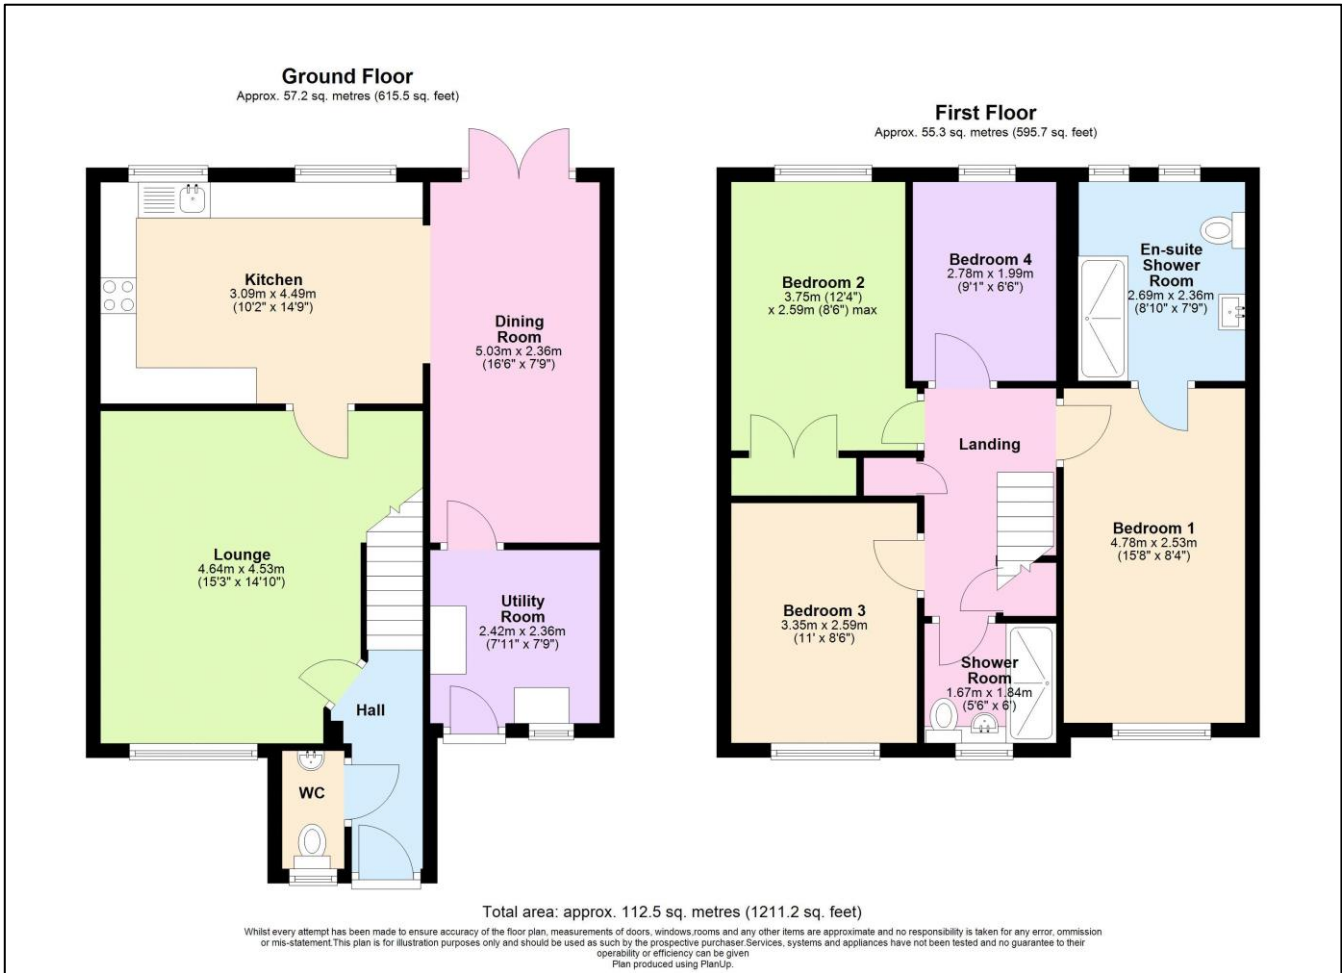 Ground Floor
Approx. 57.2 sq. metres (615.5 sq. feet)
Kitchen
3.09m x 4.49m
(10'2" x 14'9")
Dining
Room
5.03m x 2.36m
(16'6" x 7'9")
Lounge
4.64m x 4.53m
(15'3" x 14'10")
Utility
Room
2.42m x 2.36m
(7'11" x 7'9")
Hall
WC
First Floor
Approx. 55.3 sq. metres (595.7 sq. feet)
Bedroom 2
3.75m (12'4")
x 2.59m (8'6") max
Bedroom 4
2.78m x 1.99m
(9'1" x 6'6")
En-suite
Shower
Room
2.69m x 2.36m
(8'10" x 7'9")
Landing
Bedroom 1
4.78m x 2.53m
(15'8" x 8'4")
Bedroom 3
3.35m x 2.59m
(11' x 8'6")
Shower
Room
1.67m x 1.84m
(5'6" x 6')
Total area: approx. 112.5 sq. metres (1211.2 sq. feet)
Whilst every attempt has been made to ensure accuracy of the floor plan, measurements of doors, windows,rooms and any other items are approximate and no responsibility is taken for any error, ommission
or mis-statement.This plan is for illustration purposes only and should be used as such by the prospective purchaser.Services, systems and appliances have not been tested and no guarantee to their
operability or efficiency can be given
Plan produced using PlanUp.